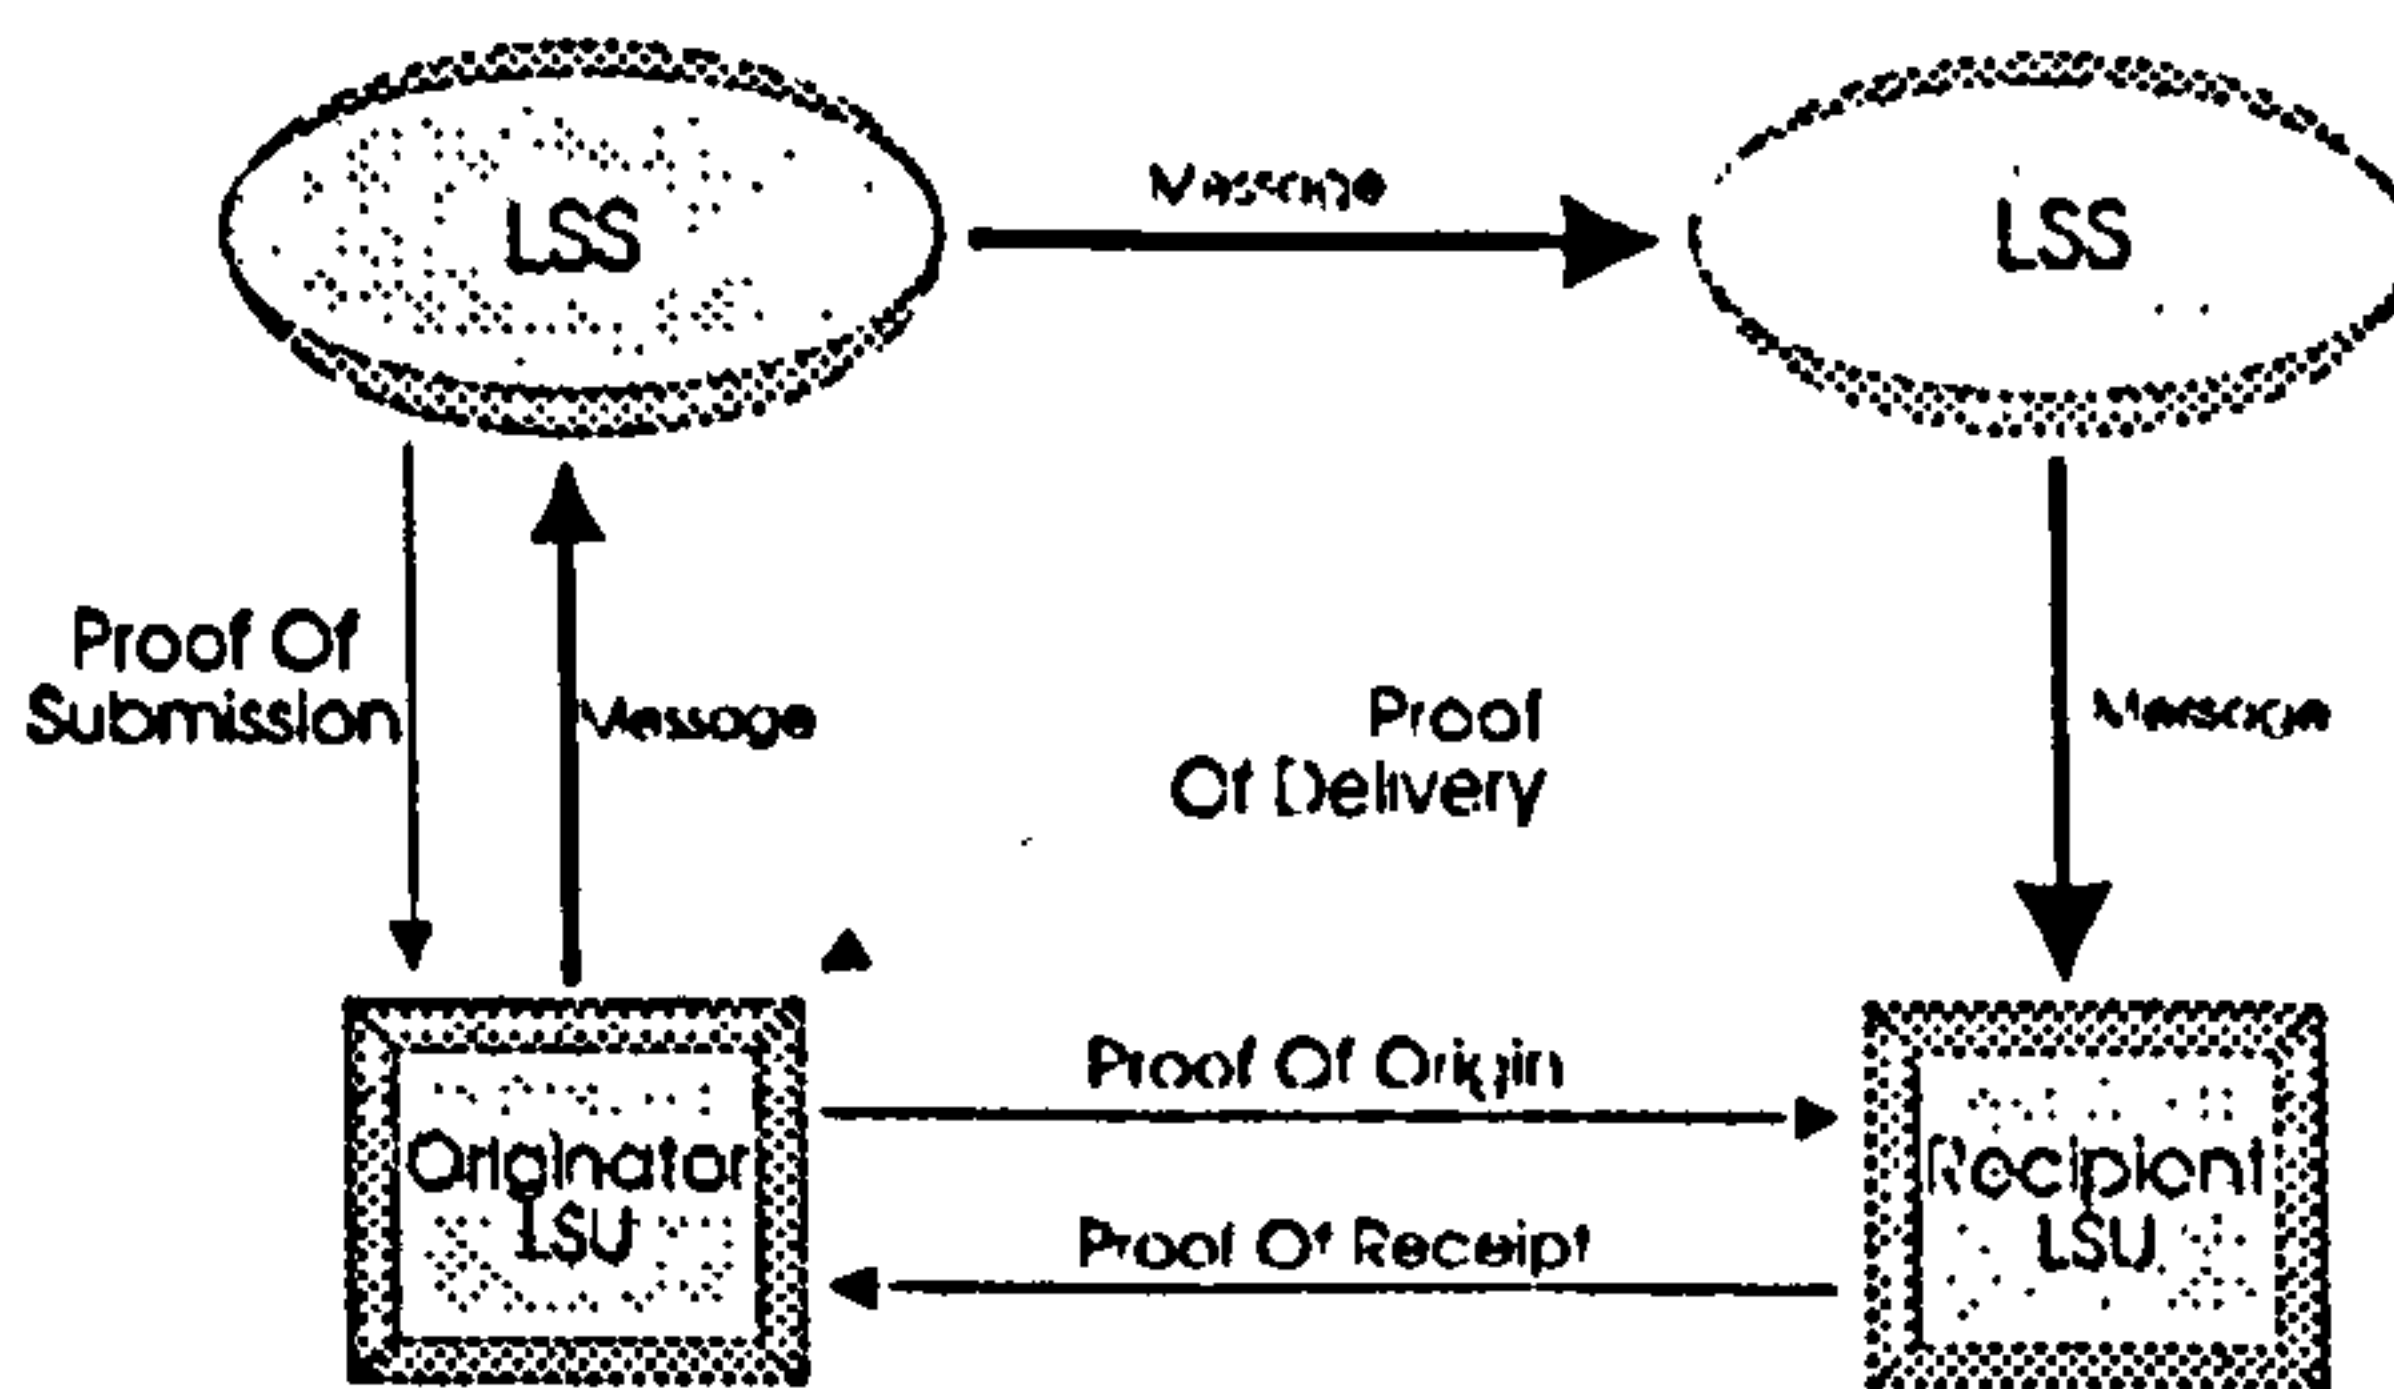 LSS
Message
LSS
Proof Of
Submission
Message
Proof
Of Delivery
Message
Proof Of Origin
Originator
LSU
Recipient
LSU
Proof Of Receipt